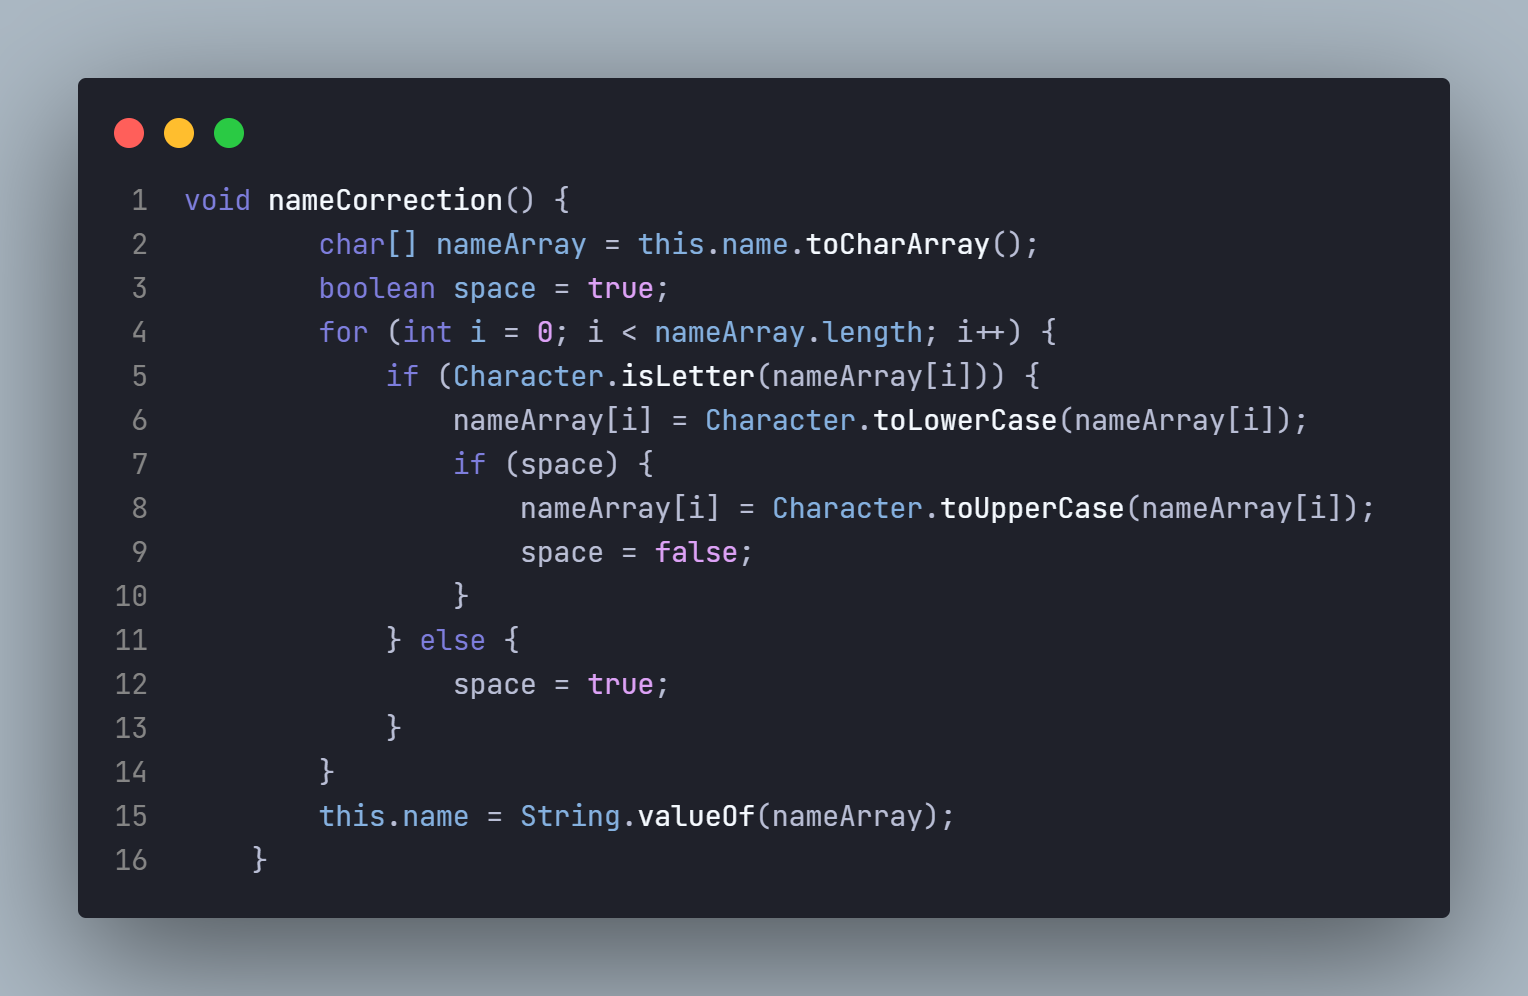 1 void nameCorrection() {
2         char[] nameArray = this.name.toCharArray();
3         boolean space = true;
4         for (int i = 0; i < nameArray.length; i++) {
5             if (Character.isLetter(nameArray[i])) {
6                 nameArray[i] = Character.toLowerCase(nameArray[i]);
7                 if (space) {
8                     nameArray[i] = Character.toUpperCase(nameArray[i]);
9                     space = false;
10                 }
11             } else {
12                 space = true;
13             }
14         }
15         this.name = String.valueOf(nameArray);
16     }